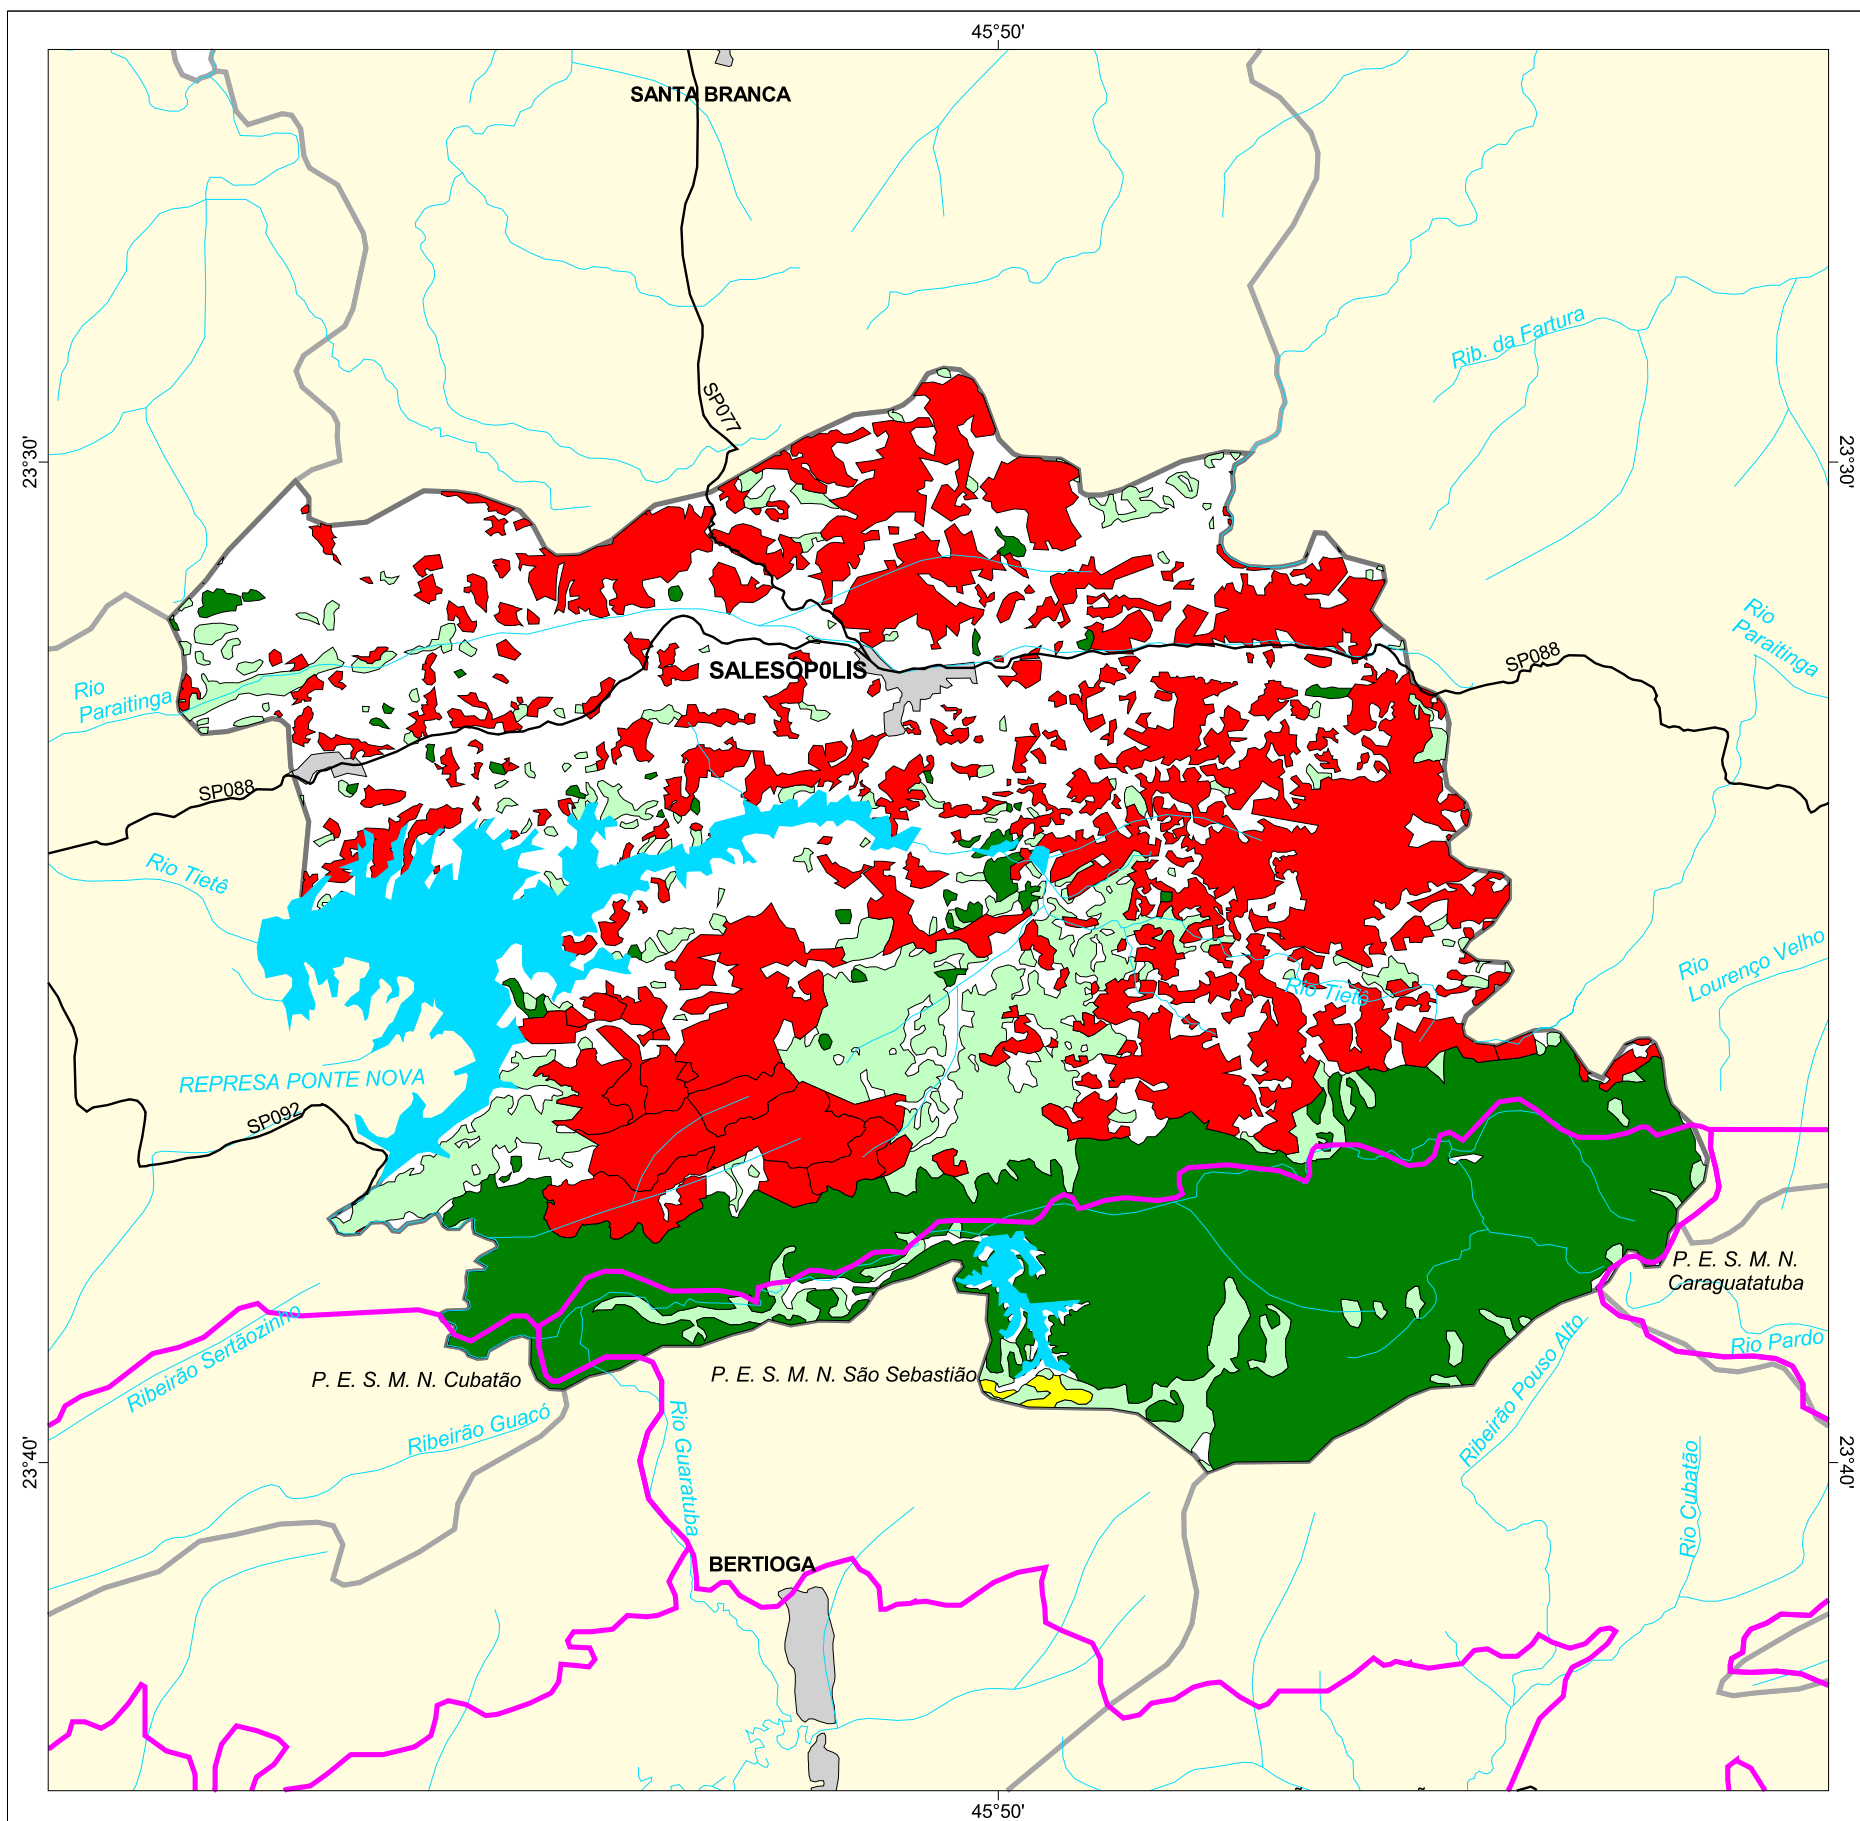 45°50'
SANTA BRANCA
Rib. da Fartura
SP077
23°30'
23°30'
Rio
Paraitinga
SP088
SALESÓP0LIS
Rio
Paraitinga
SP088
Rio Tietê
Rio
Lourenço Velho
Rio Tietê
REPRESA PONTE NOVA
SP092
P. E. S. M. N.
Caraguatatuba
Ribeirão Sertãozinho
Rio Pardo
P. E. S. M. N. Cubatão
P. E. S. M. N. São Sebastião
Ribeirão Pouso Alto
Ribeirão Guacó
Rio Guaratuba
23°40'
23°40'
Rio Cubatão
BERTIOGA
45°50'